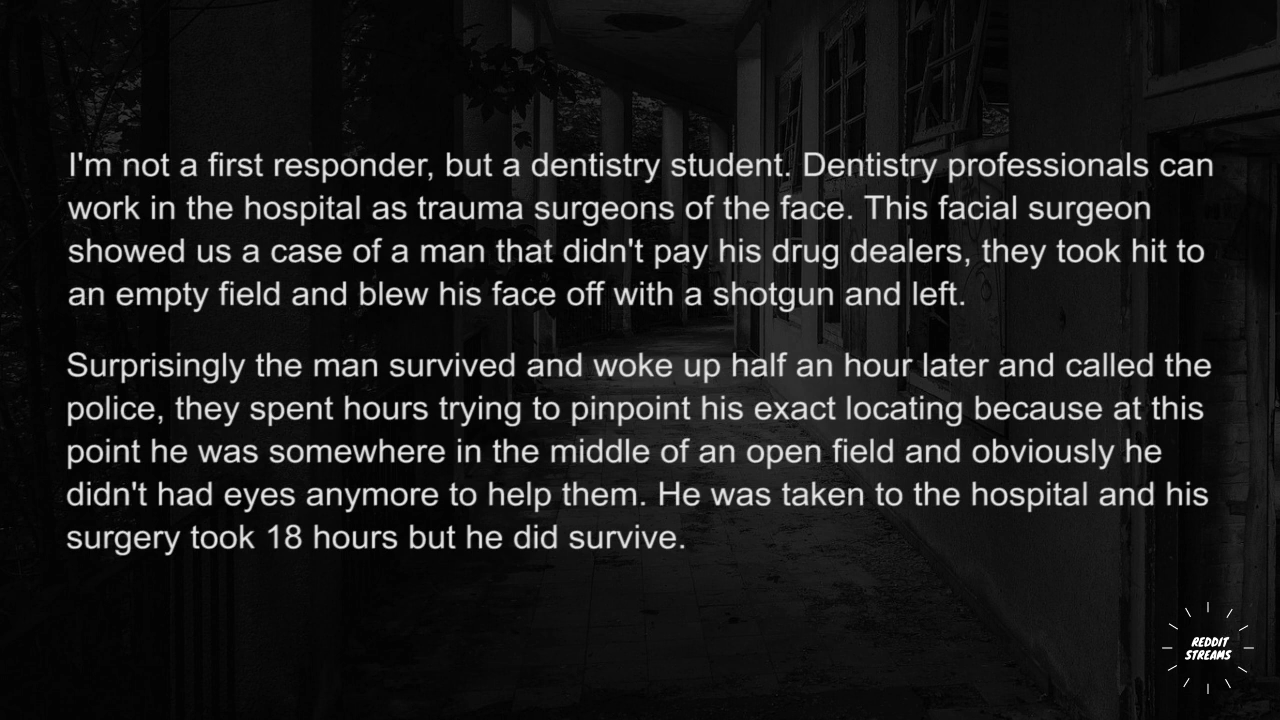 I'm not a first responder, but a dentistry student. Dentistry professionals can
work in the hospital as trauma surgeons of the face. This facial surgeon
showed us a case of a man that didn't pay his drug dealers, they took hit to
an empty field and blew his face off with a shotgun and left.
Surprisingly the man survived and woke up half an hour later and called the
police, they spent hours trying to pinpoint his exact locating because at this
point he was somewhere in the middle of an open field and obviously he
didn't had eyes anymore to help them. He was taken to the hospital and his
surgery took 18 hours but he did survive.
REDDIT
STREAMS